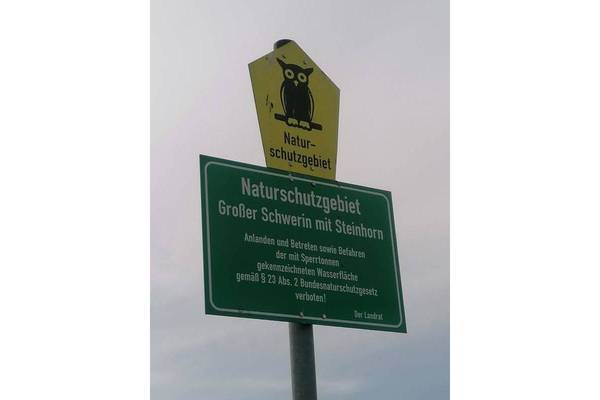 Natur-
schutzgebiet
Naturschutzgebiet
Großer Schwerin mit Steinhorn
Anlanden und Betreten sowie Befahren
der mit Sperrtonnen
gekennzeichneten Wasserfläche
gemäß § 23 Abs. 2 Bundesnaturschutzgesetz
verboten!
Der Landrat